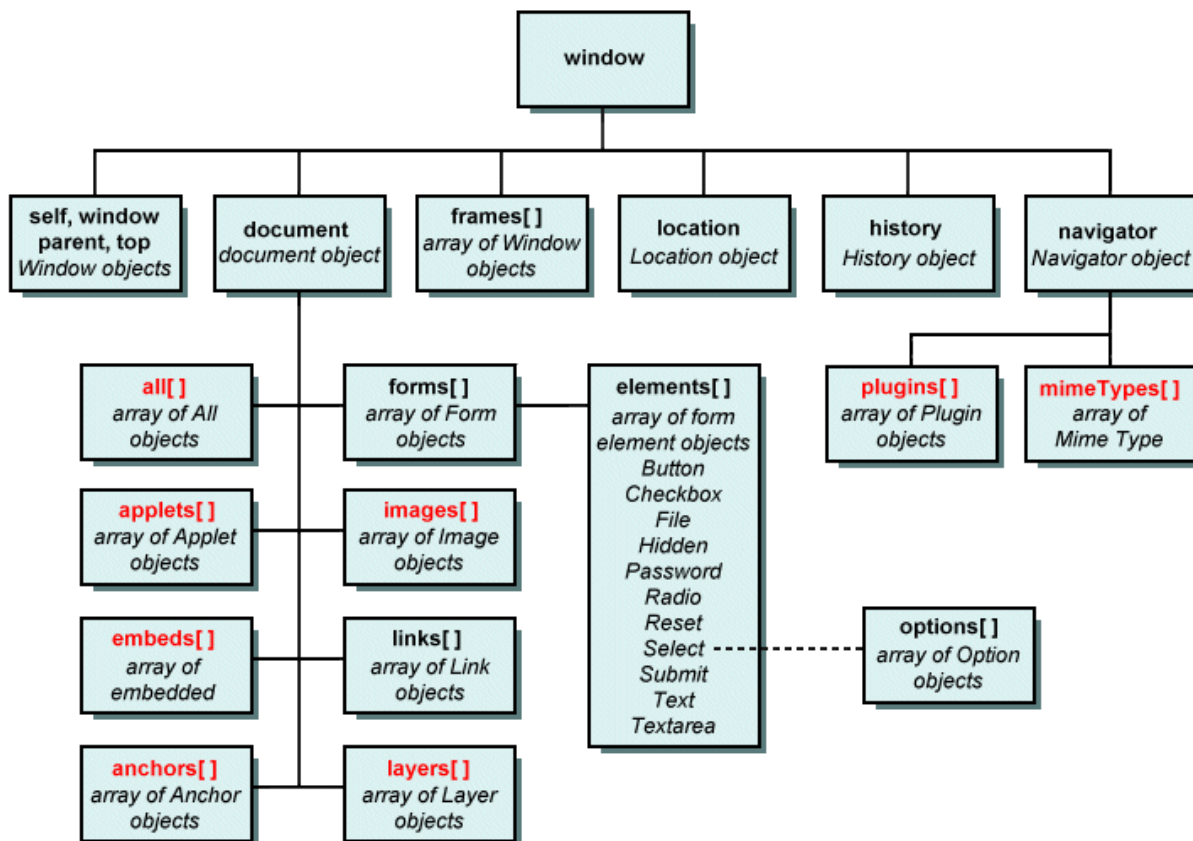 window
self, window
parent, top
Window objects
document
document object
frames[ ]
array of Window
objects
location
Location object
history
History object
navigator
Navigator object
all[ ]
array of All
objects
forms[ ]
array of Form
objects
elements[ ]
array of form
element objects
Button
Checkbox
File
Hidden
Password
Radio
Reset
Select
Submit
Text
Textarea
plugins[ ]
array of Plugin
objects
mimeTypes[ ]
array of
Mime Type
applets[ ]
array of Applet
objects
images[ ]
array of Image
objects
embeds[ ]
array of
embedded
links[ ]
array of Link
objects
options[ ]
array of Option
objects
anchors[ ]
array of Anchor
objects
layers[ ]
array of Layer
objects